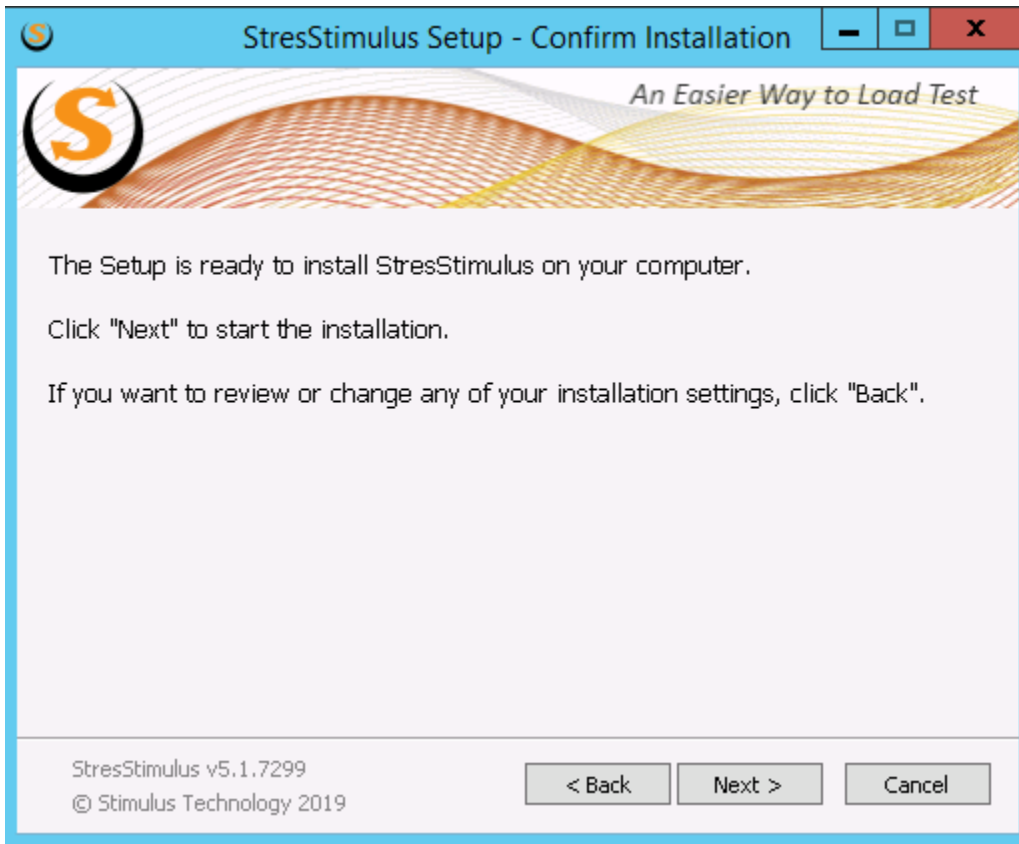 StresStimulus Setup - Confirm Installation
An Easier Way to Load Test
The Setup is ready to install StresStimulus on your computer.
Click "Next" to start the installation.
If you want to review or change any of your installation settings, click "Back".
StresStimulus v5.1.7299
© Stimulus Technology 2019
< Back
Next >
Cancel